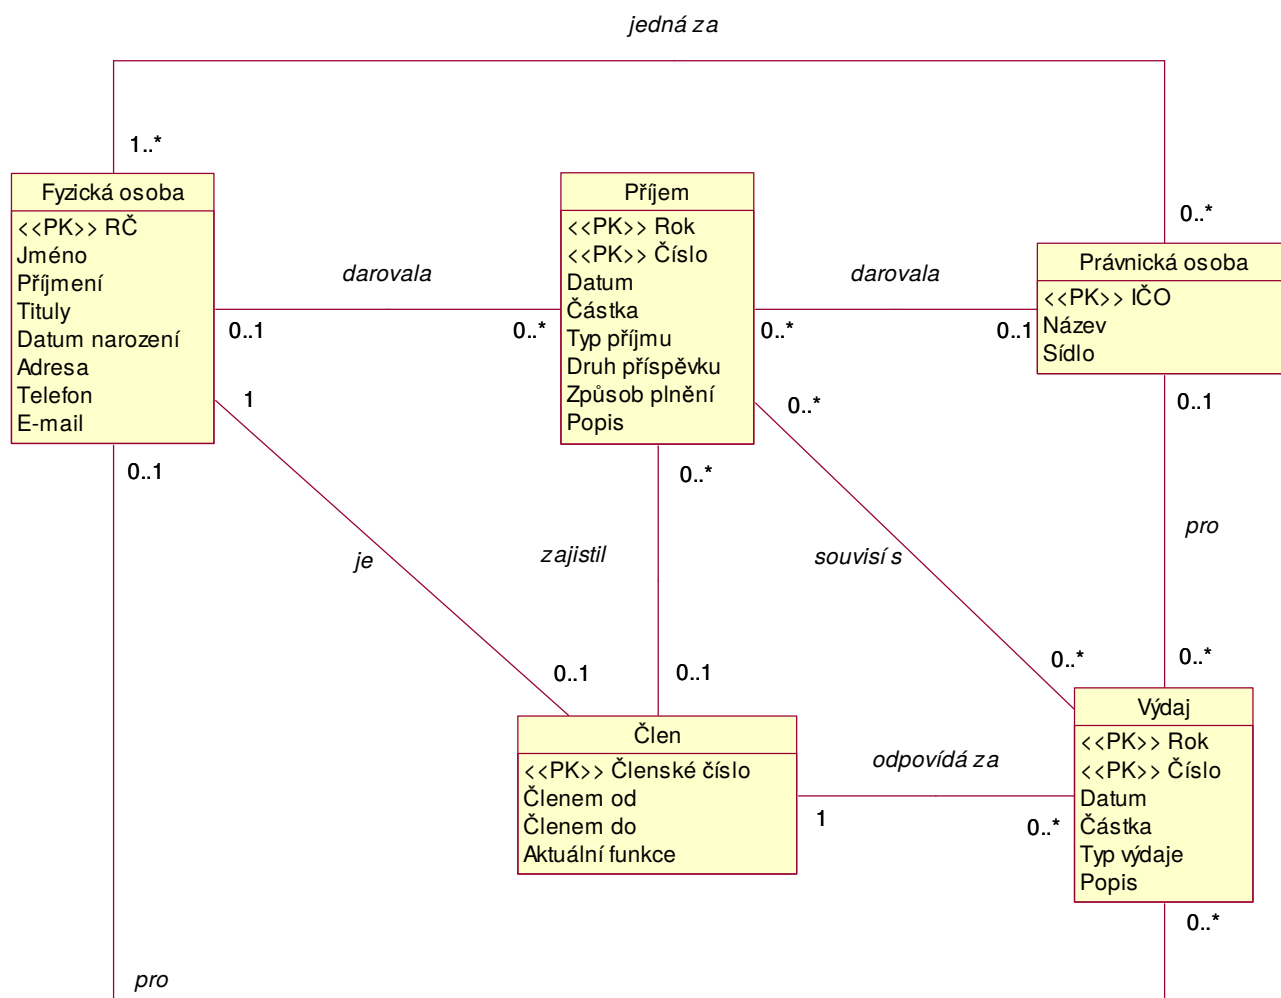 jedná za
1..*
Fyzická osoba
<<PK>> RČ
Jméno
Příjmení
Tituly
Datum narození
Adresa
Telefon
E-mail
darovala
0..1
0..*
Příjem
<<PK>> Rok
<<PK>> Číslo
Datum
Částka
Typ příjmu
Druh příspěvku
Způsob plnění
Popis
darovala
0..*
0..1
0..*
Právnická osoba
<<PK>> IČO
Název
Sídlo
1
0..*
0..1
0..1
0..*
je
zajistil
souvisí s
pro
0..1
0..1
0..*
0..*
Člen
<<PK>> Členské číslo
Členem od
Členem do
Aktuální funkce
odpovídá za
1
0..*
Výdaj
<<PK>> Rok
<<PK>> Číslo
Datum
Částka
Typ výdaje
Popis
0..*
pro